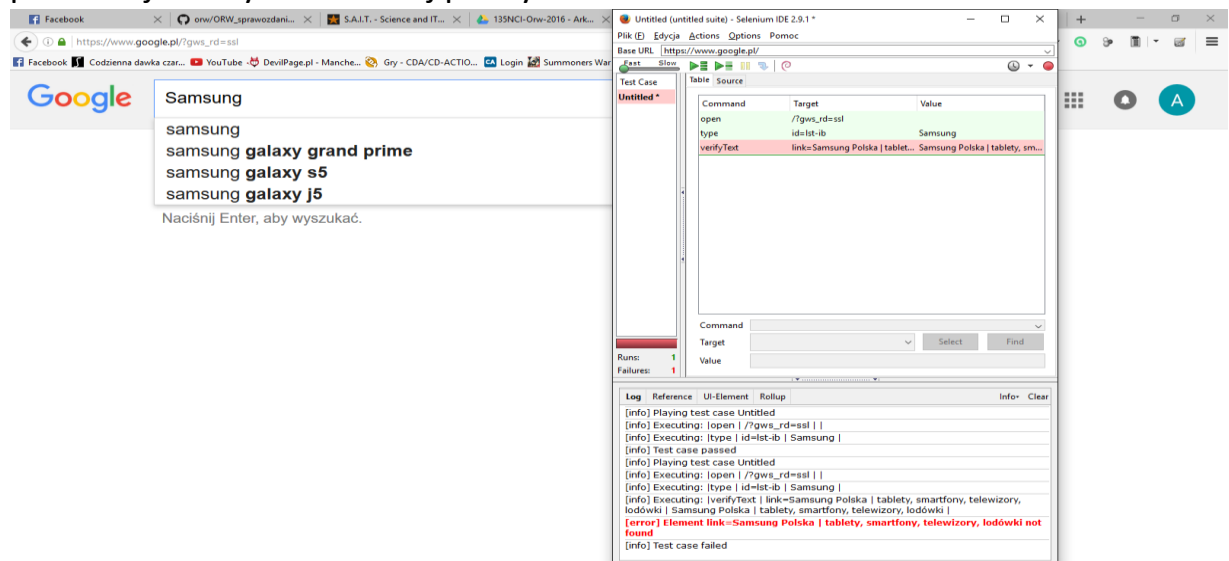 Facebook
orw/ORW_sprawozdani...
S.A.I.T. - Science and IT...
135NCI-Orw-2016 - Ark...
https://www.google.pl/?gws_rd=ssl
Facebook
Codzienna dawka czar...
YouTube
DevilPage.pl - Manche...
Gry - CDA/CD-ACTIO...
CA Login
Summoners War
Google
Samsung
samsung
samsung galaxy grand prime
samsung galaxy s5
samsung galaxy j5
Naciśnij Enter, aby wyszukać.
A
Untitled (untitled suite) - Selenium IDE 2.9.1 *
Plik (F) Edycja Actions Options Pomoc
Base URL https://www.google.pl/
Fast Slow
Test Case
Untitled *
Table Source
Command Target Value
open /?gws_rd=ssl
type id=lst-ib Samsung
verifyText link=Samsung Polska | tablet... Samsung Polska | tablety, sm...
Command
Target Select Find
Value
Runs: 1
Failures: 1
Log Reference UI-Element Rollup Info Clear
[info] Playing test case Untitled
[info] Executing: |open | /?gws_rd=ssl | |
[info] Executing: |type | id=lst-ib | Samsung |
[info] Test case passed
[info] Playing test case Untitled
[info] Executing: |open | /?gws_rd=ssl | |
[info] Executing: |type | id=lst-ib | Samsung |
[info] Executing: |verifyText | link=Samsung Polska | tablety, smartfony, telewizory,
lodówki | Samsung Polska | tablety, smartfony, telewizory, lodówki |
[error] Element link=Samsung Polska | tablety, smartfony, telewizory, lodówki not
found
[info] Test case failed